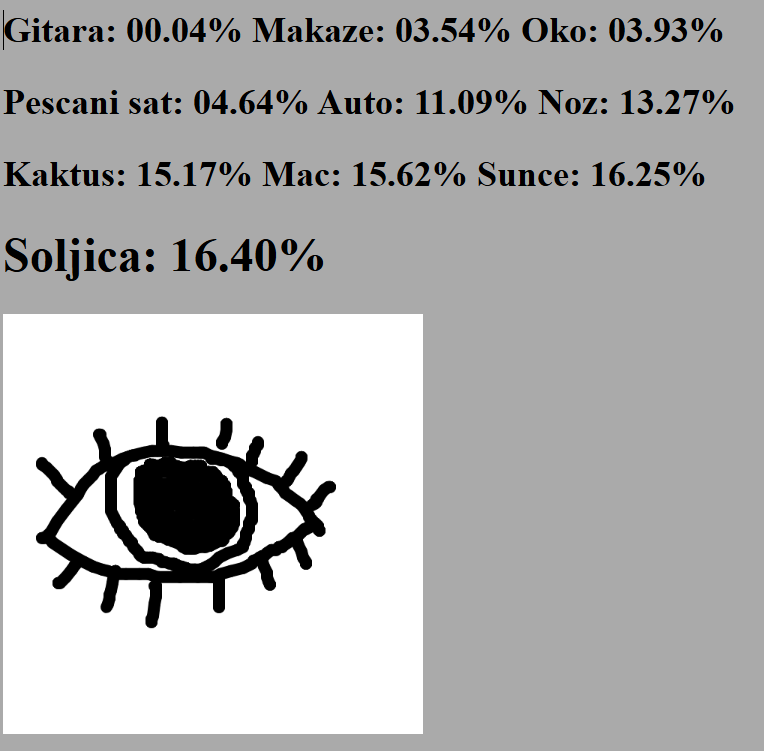 Gitara: 00.04% Makaze: 03.54% Oko: 03.93%
Pescani sat: 04.64% Auto: 11.09% Noz: 13.27%
Kaktus: 15.17% Mac: 15.62% Sunce: 16.25%
Soljica: 16.40%